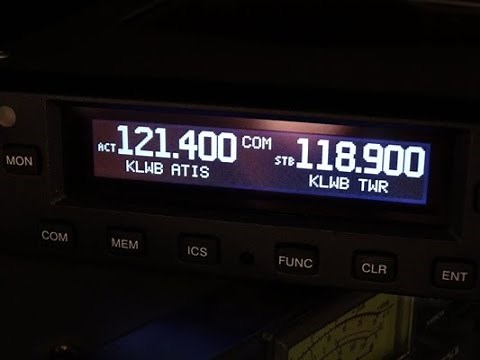 ACT 121.400 COM STB 118.900
KLWB ATIS KLWB TWR
MON
COM MEM ICS FUNC CLR ENT